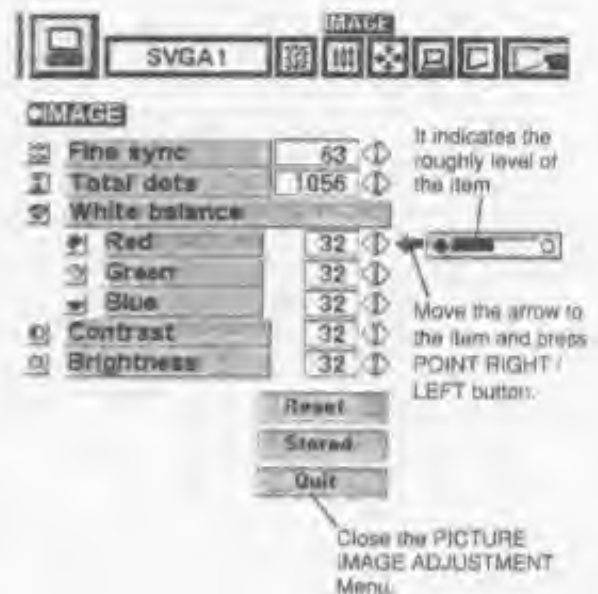 IMAGE
SVGA1
IMAGE
Fine sync 63
Total dots 1056
White balance
Red 32
Green 32
Blue 32
Contrast 32
Brightness 32
It indicates the
roughly level of
the item
Move the arrow to
the item and press
POINT RIGHT /
LEFT button.
Reset
Stored
Quit
Close the PICTURE
IMAGE ADJUSTMENT
Menu.